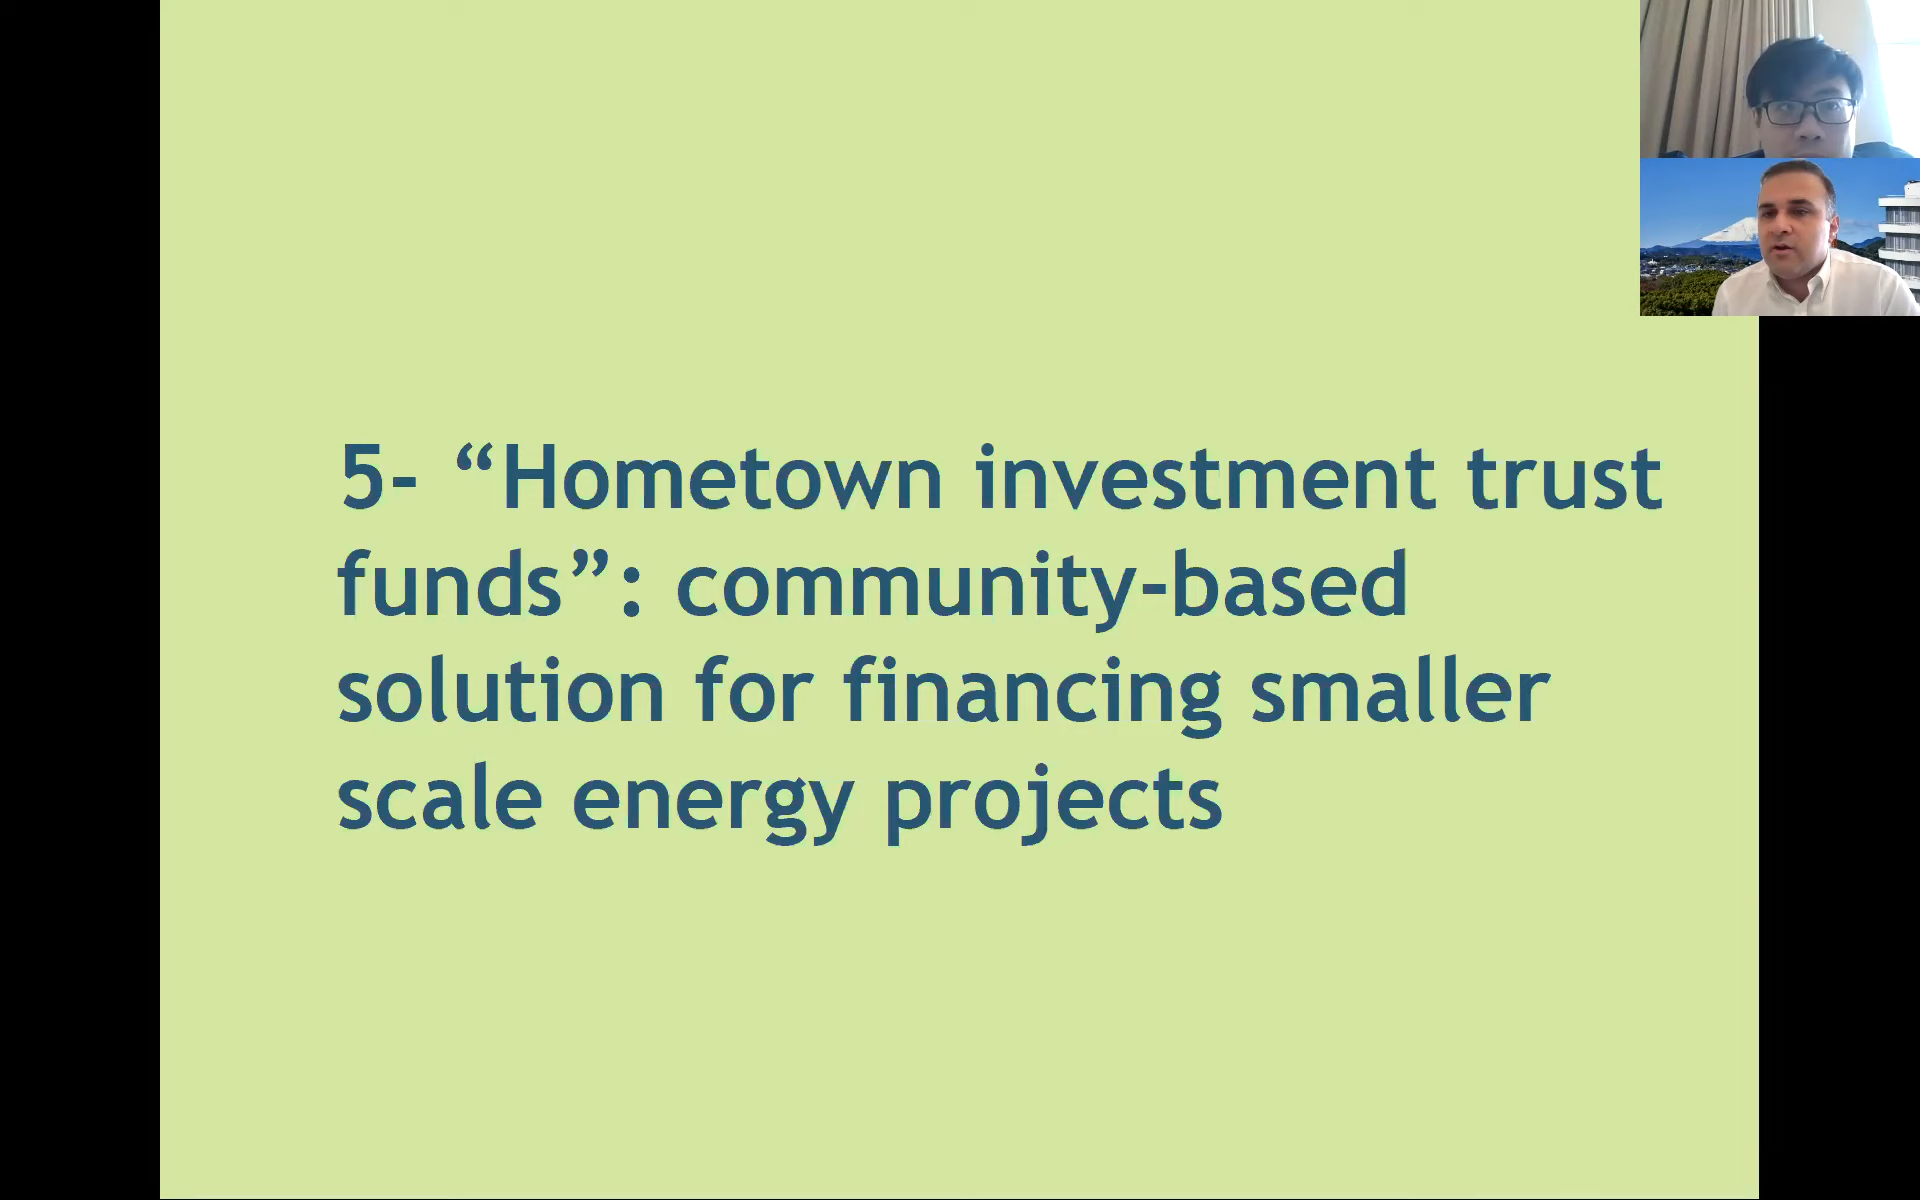 5- “Hometown investment trust
funds”: community-based
solution for financing smaller
scale energy projects